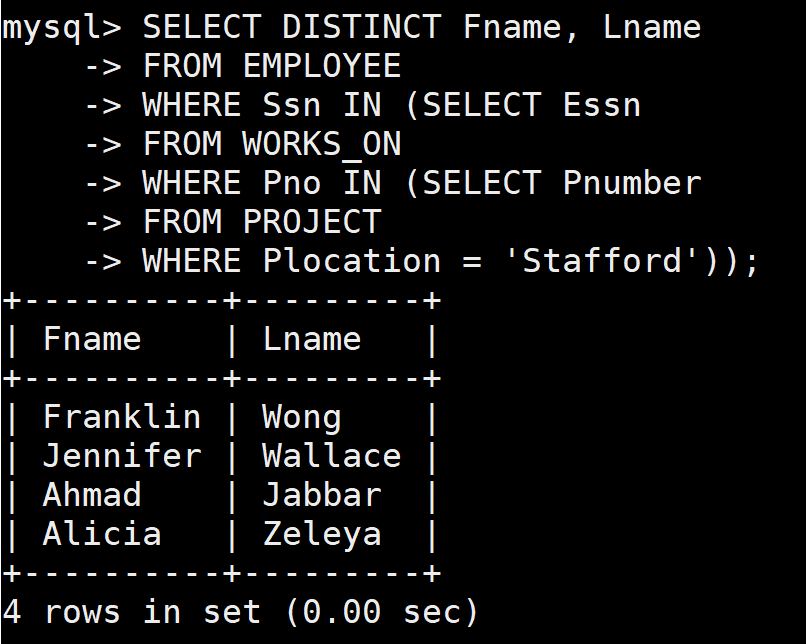 mysql> SELECT DISTINCT Fname, Lname
    -> FROM EMPLOYEE
    -> WHERE Ssn IN (SELECT Essn
    -> FROM WORKS_ON
    -> WHERE Pno IN (SELECT Pnumber
    -> FROM PROJECT
    -> WHERE Plocation = 'Stafford'));
+----------+---------+
| Fname    | Lname   |
+----------+---------+
| Franklin | Wong    |
| Jennifer | Wallace |
| Ahmad    | Jabbar  |
| Alicia   | Zeleya  |
+----------+---------+
4 rows in set (0.00 sec)